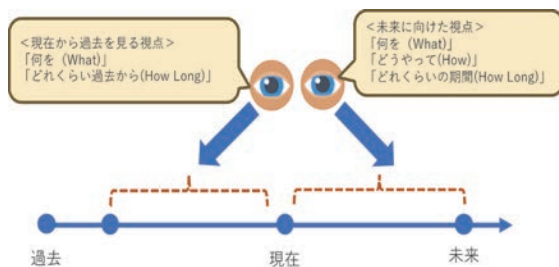 <現在から過去を見る視点>
「何を（What)」
「どれくらい過去から(How Long)」
<未来に向けた視点>
「何を（What)」
「どうやって(How)」
「どれくらいの期間(How Long)」
過去
現在
未来